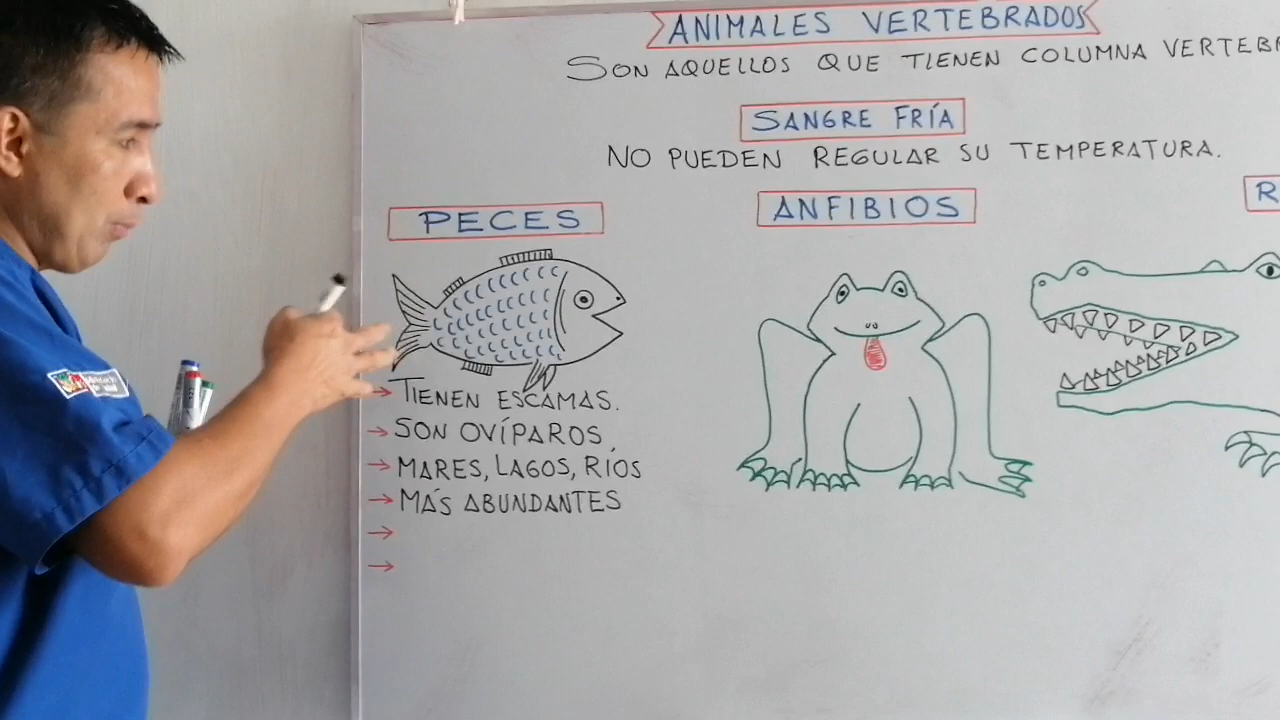 ANIMALES VERTEBRADOS
SON AQUELLOS QUE TIENEN COLUMNA VERTEBR
SANGRE FRÍA
NO PUEDEN REGULAR SU TEMPERATURA.
PECES
ANFIBIOS
R
→ TIENEN ESCAMAS.
→ SON OVÍPAROS
→ MARES, LAGOS, RÍOS
→ MÁS ABUNDANTES
→
→